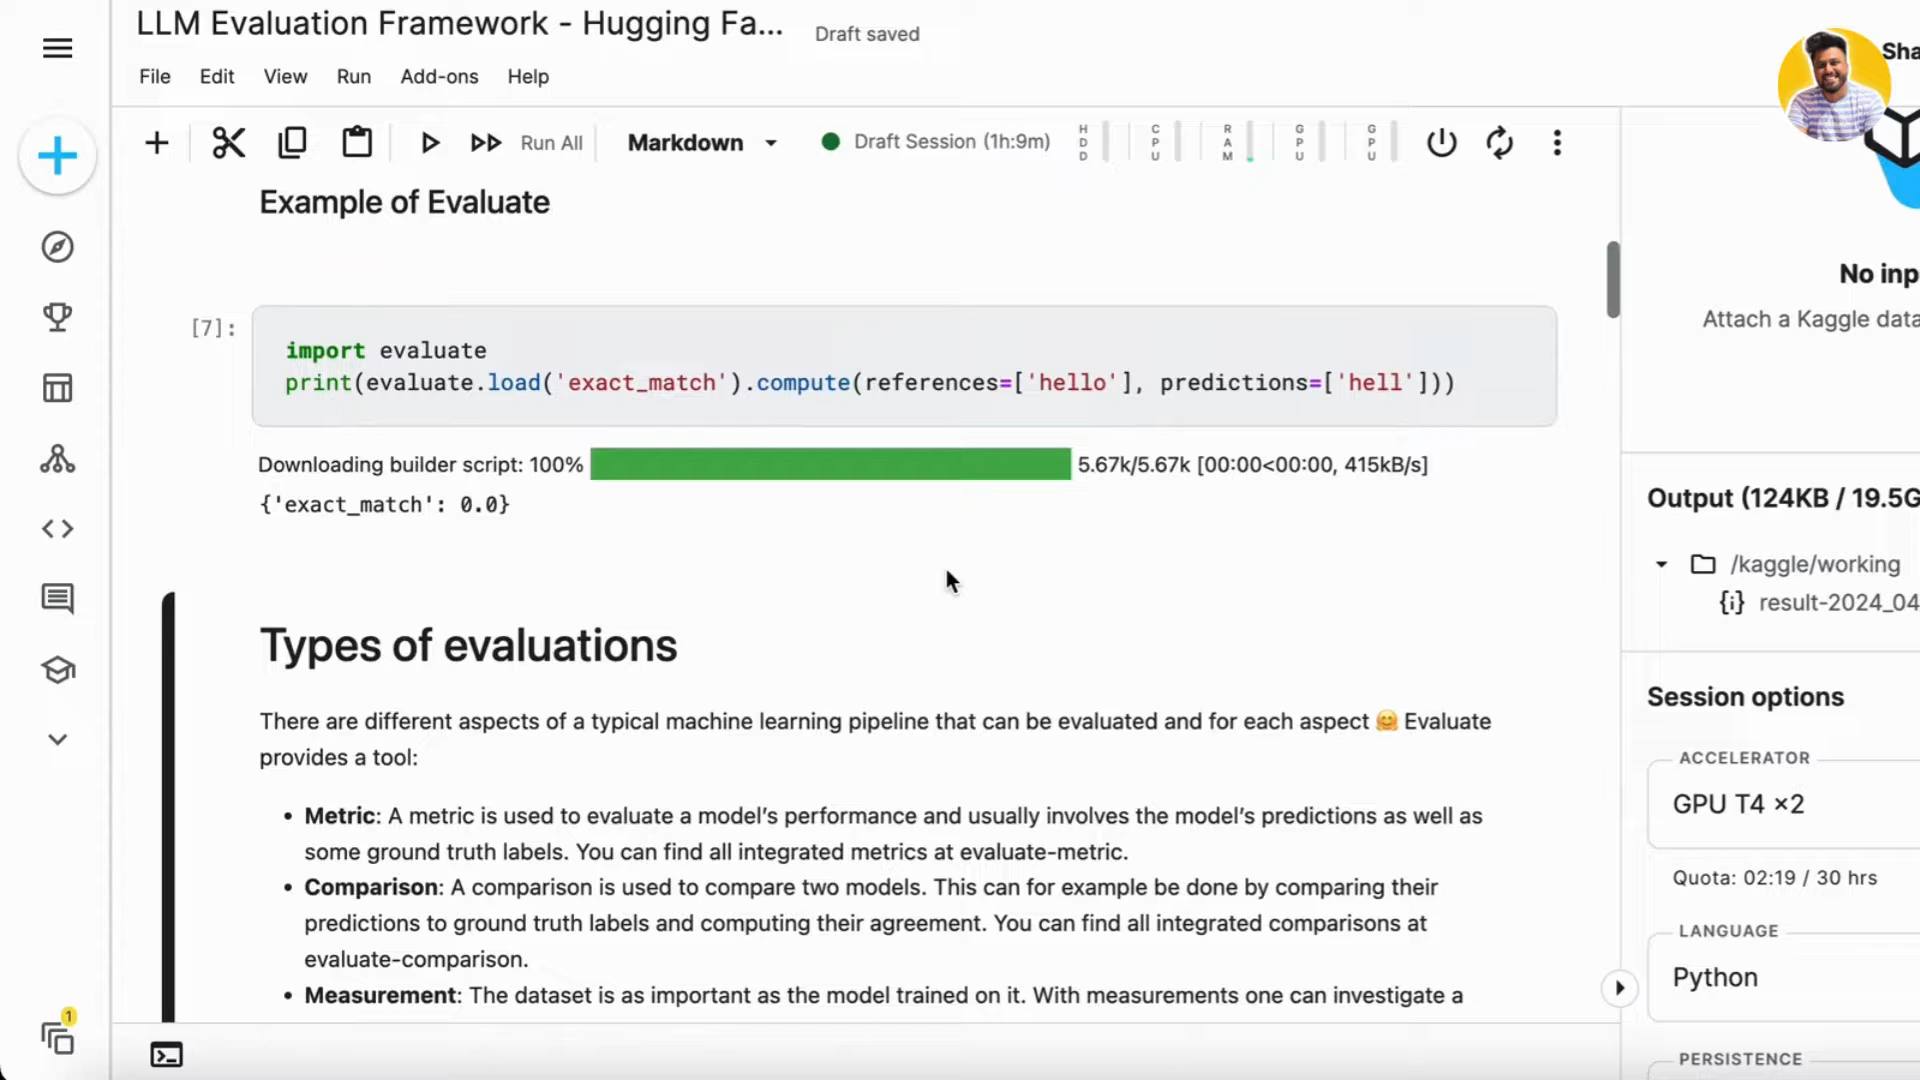 LLM Evaluation Framework - Hugging Fa...
Draft saved
Sha
File Edit View Run Add-ons Help
Run All
Markdown
Draft Session (1h:9m)
HDD
CPU
RAM
GPU
GPU
Example of Evaluate
[7]:
import evaluate
print(evaluate.load('exact_match').compute(references=['hello'], predictions=['hell']))
Downloading builder script: 100% 5.67k/5.67k [00:00<00:00, 415kB/s]
{'exact_match': 0.0}
Types of evaluations
There are different aspects of a typical machine learning pipeline that can be evaluated and for each aspect 🤗 Evaluate
provides a tool:
• Metric: A metric is used to evaluate a model’s performance and usually involves the model’s predictions as well as
some ground truth labels. You can find all integrated metrics at evaluate-metric.
• Comparison: A comparison is used to compare two models. This can for example be done by comparing their
predictions to ground truth labels and computing their agreement. You can find all integrated comparisons at
evaluate-comparison.
• Measurement: The dataset is as important as the model trained on it. With measurements one can investigate a
No inp
Attach a Kaggle data
Output (124KB / 19.5G
/kaggle/working
{i} result-2024_04
Session options
ACCELERATOR
GPU T4 ×2
Quota: 02:19 / 30 hrs
LANGUAGE
Python
PERSISTENCE
1